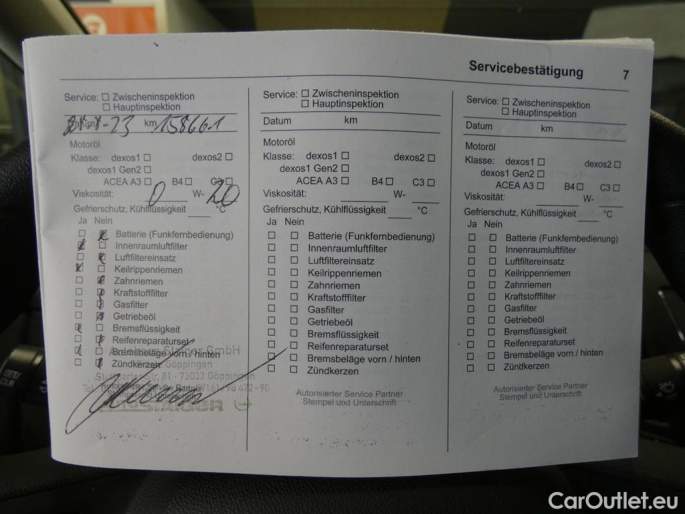 Servicebestätigung 7
Service: ☐ Zwischeninspektion
☐ Hauptinspektion
-23 km 158661
Motoröl
Klasse: dexos1 ☐ dexos2 ☐
dexos1 Gen2 ☐
ACEA A3 ☐ B4 ☐ C3 ☐
Viskosität: 0 W- 20
Gefrierschutz, Kühlflüssigkeit °C
Ja Nein
Batterie (Funkfernbedienung)
Innenraumluftfilter
Luftfiltereinsatz
Keilrippenriemen
Zahnriemen
Kraftstofffilter
Gasfilter
Getriebeöl
Bremsflüssigkeit
Reifenreparaturset
Bremsbeläge vorn / hinten
Zündkerzen
GmbH
73033 Göppingen
Service: ☐ Zwischeninspektion
☐ Hauptinspektion
Datum km
Motoröl
Klasse: dexos1 ☐ dexos2 ☐
dexos1 Gen2 ☐
ACEA A3 ☐ B4 ☐ C3 ☐
Viskosität: W-
Gefrierschutz, Kühlflüssigkeit °C
Ja Nein
☐ ☐ Batterie (Funkfernbedienung)
☐ ☐ Innenraumluftfilter
☐ ☐ Luftfiltereinsatz
☐ ☐ Keilrippenriemen
☐ ☐ Zahnriemen
☐ ☐ Kraftstofffilter
☐ ☐ Gasfilter
☐ ☐ Getriebeöl
☐ ☐ Bremsflüssigkeit
☐ ☐ Reifenreparaturset
☐ ☐ Bremsbeläge vorn / hinten
☐ ☐ Zündkerzen
Autorisierter Service Partner
Stempel und Unterschrift
Service: ☐ Zwischeninspektion
☐ Hauptinspektion
Datum km
Motoröl
Klasse: dexos1 ☐ dexos2 ☐
dexos1 Gen2 ☐
ACEA A3 ☐ B4 ☐ C3 ☐
Viskosität: W-
Gefrierschutz, Kühlflüssigkeit °C
Ja Nein
☐ ☐ Batterie (Funkfernbedienung)
☐ ☐ Innenraumluftfilter
☐ ☐ Luftfiltereinsatz
☐ ☐ Keilrippenriemen
☐ ☐ Zahnriemen
☐ ☐ Kraftstofffilter
☐ ☐ Gasfilter
☐ ☐ Getriebeöl
☐ ☐ Bremsflüssigkeit
☐ ☐ Reifenreparaturset
☐ ☐ Bremsbeläge vorn / hinten
☐ ☐ Zündkerzen
Autorisierter Service Partner
Stempel und Unterschrift
CarOutlet.eu